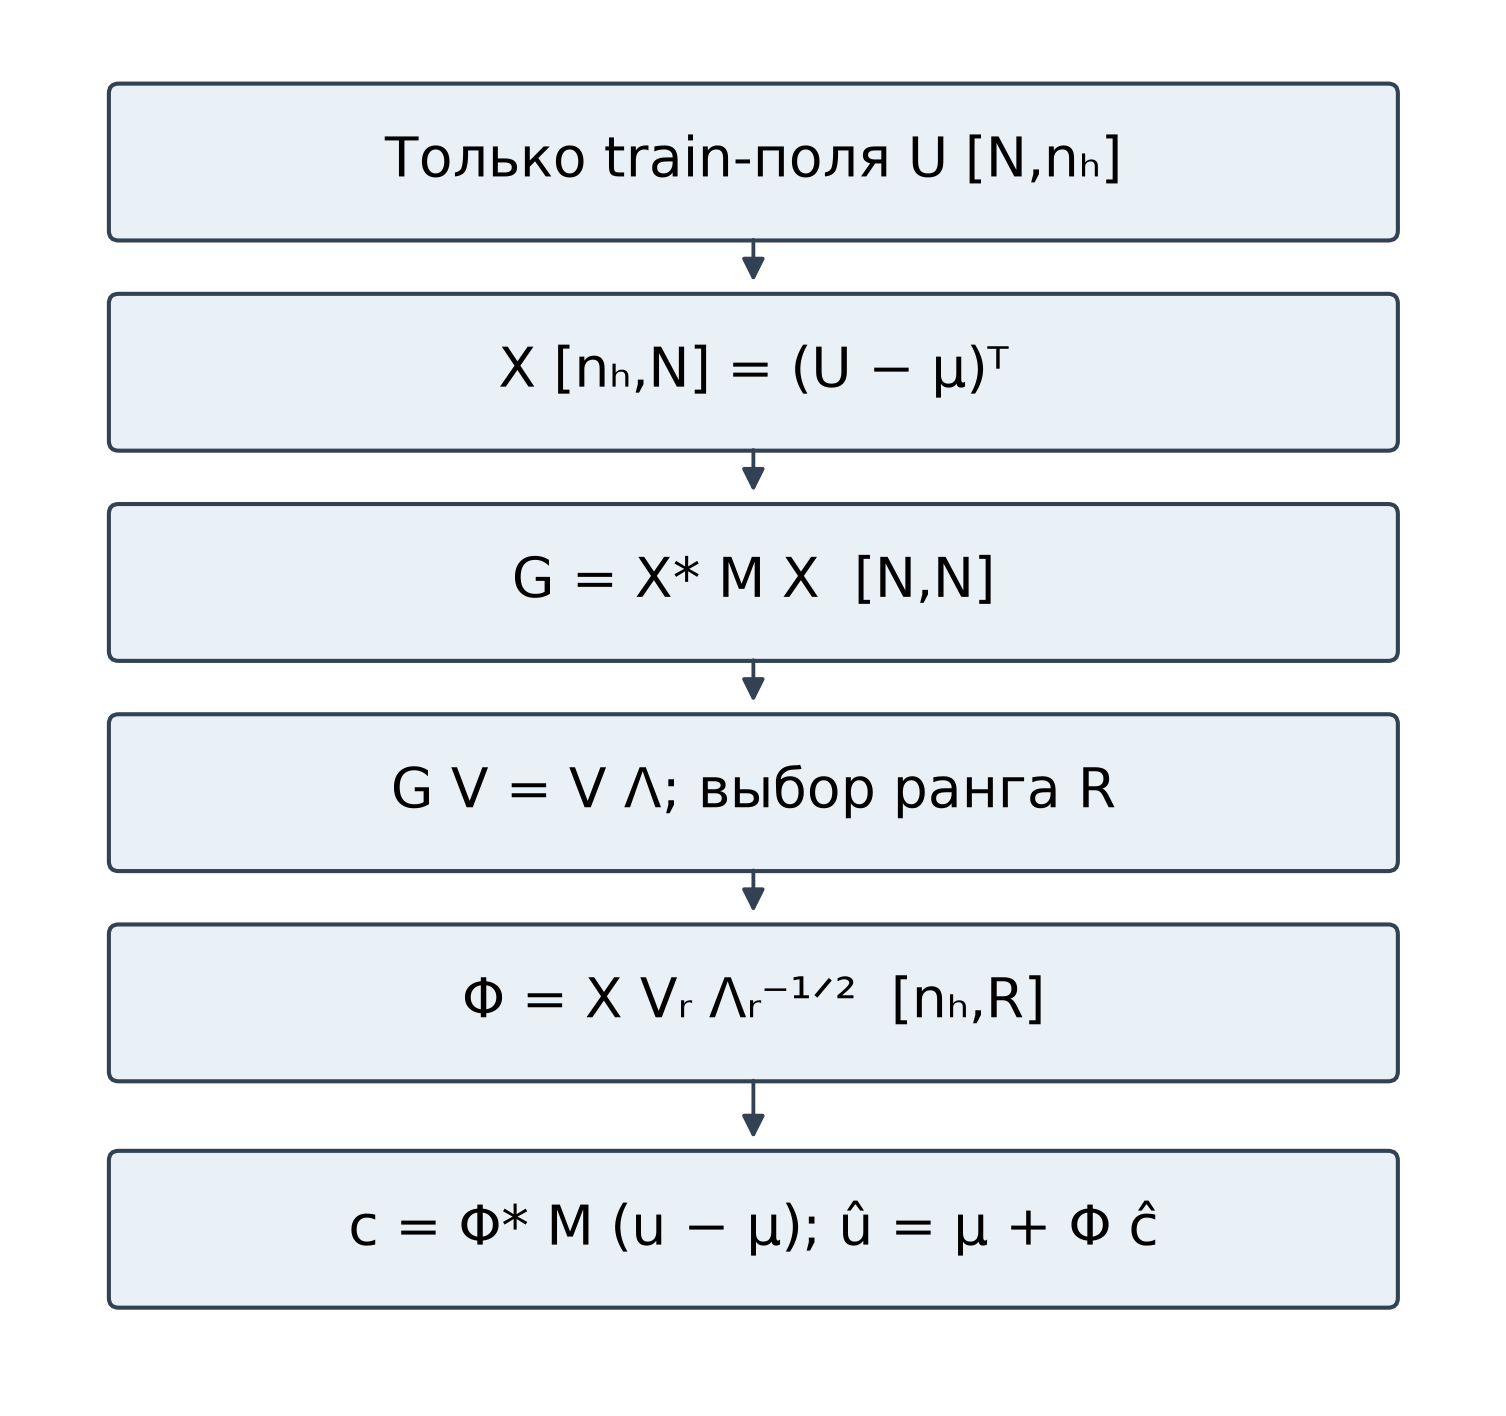 Только train-поля U [N,nₕ]
X [nₕ,N] = (U − μ)ᵀ
G = X* M X  [N,N]
G V = V Λ; выбор ранга R
Φ = X Vᵣ Λᵣ⁻¹ᐟ²  [nₕ,R]
c = Φ* M (u − μ); û = μ + Φ ĉ